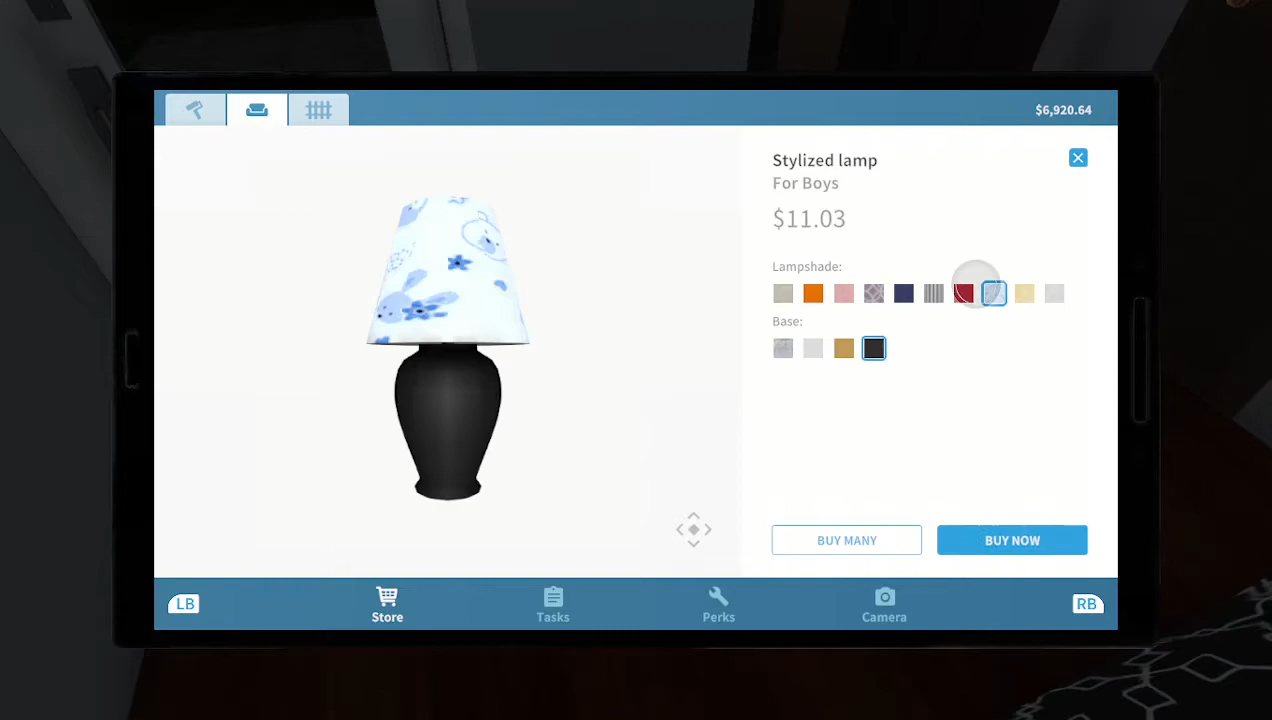 $6,920.64
Stylized lamp
For Boys
$11.03
Lampshade:
Base:
BUY MANY
BUY NOW
LB
Store
Tasks
Perks
Camera
RB